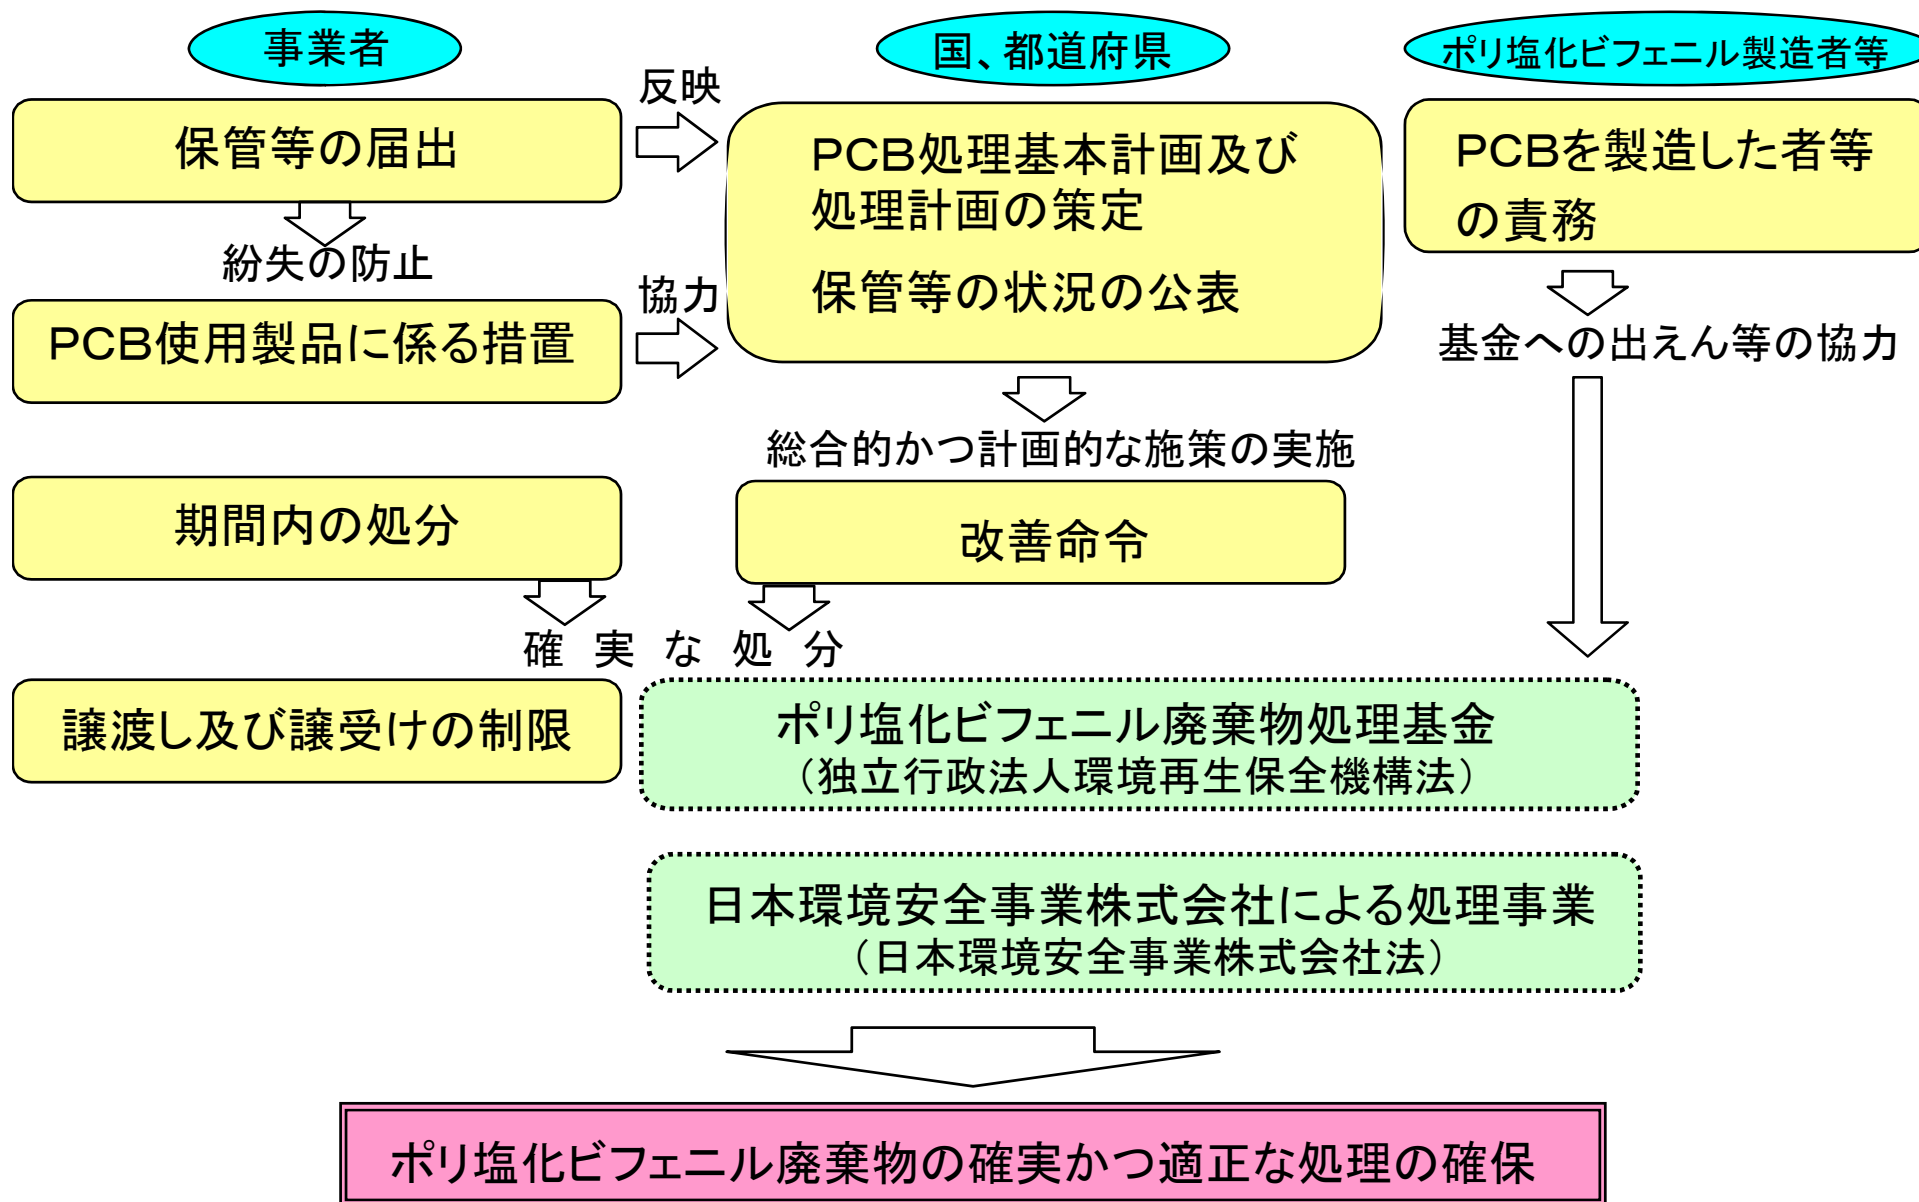 事業者
国、都道府県
ポリ塩化ビフェニル製造者等
保管等の届出
反映
PCB処理基本計画及び
処理計画の策定
保管等の状況の公表
PCBを製造した者等
の責務
紛失の防止
協力
PCB使用製品に係る措置
基金への出えん等の協力
総合的かつ計画的な施策の実施
期間内の処分
改善命令
確実な処分
譲渡し及び譲受けの制限
ポリ塩化ビフェニル廃棄物処理基金
（独立行政法人環境再生保全機構法）
日本環境安全事業株式会社による処理事業
（日本環境安全事業株式会社法）
ポリ塩化ビフェニル廃棄物の確実かつ適正な処理の確保